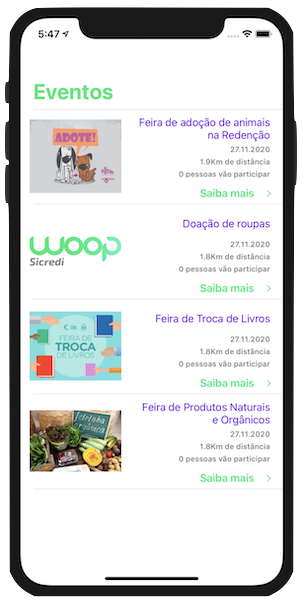 5:47
Eventos
ADOTE!
Feira de adoção de animais
na Redenção
27.11.2020
1.9Km de distância
0 pessoas vão participar
Saiba mais
woop
Sicredi
Doação de roupas
27.11.2020
1.8Km de distância
0 pessoas vão participar
Saiba mais
FEIRA DE
TROCA
DE LIVROS
Feira de Troca de Livros
27.11.2020
1.8Km de distância
0 pessoas vão participar
Saiba mais
Feira de Produtos Naturais
e Orgânicos
27.11.2020
1.8Km de distância
0 pessoas vão participar
Saiba mais